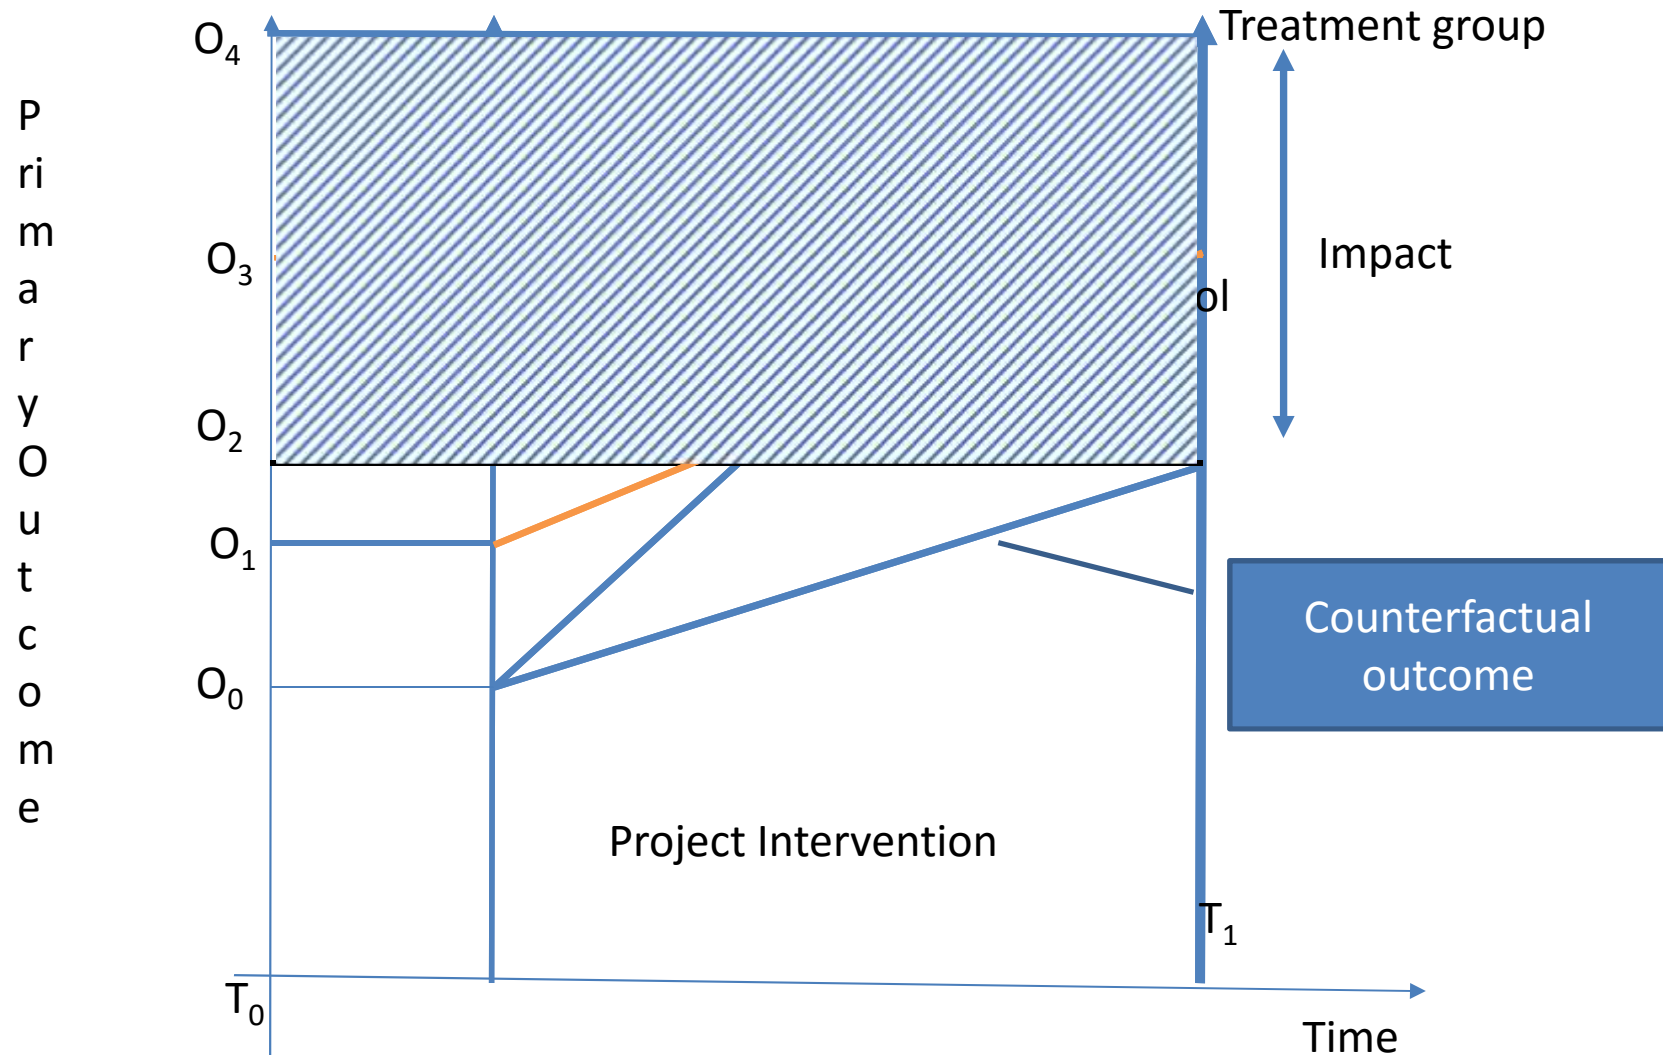 O4
Treatment group
P
ri
m
a
r
y
O
u
t
c
o
m
e
O3
Impact
ol
O2
O1
Counterfactual
outcome
O0
Project Intervention
T1
T0
Time